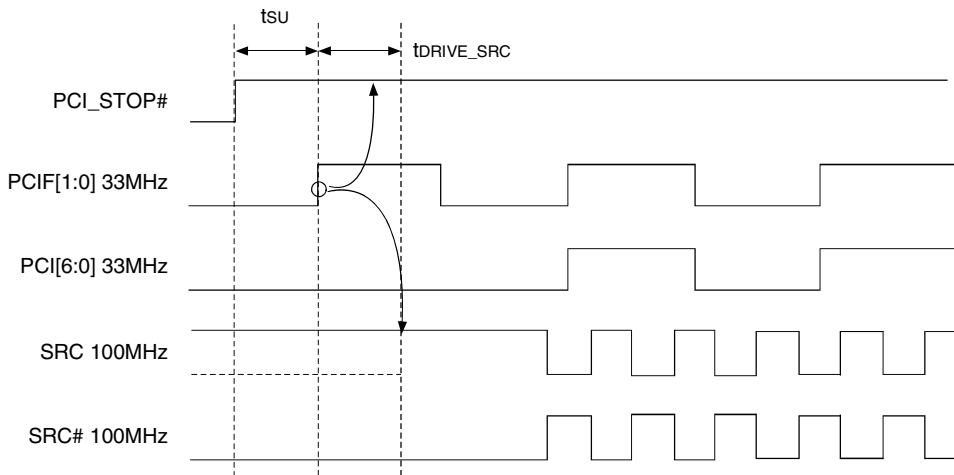 tSU
tDRIVE_SRC
PCI_STOP#
PCIF[1:0] 33MHz
PCI[6:0] 33MHz
SRC 100MHz
SRC# 100MHz